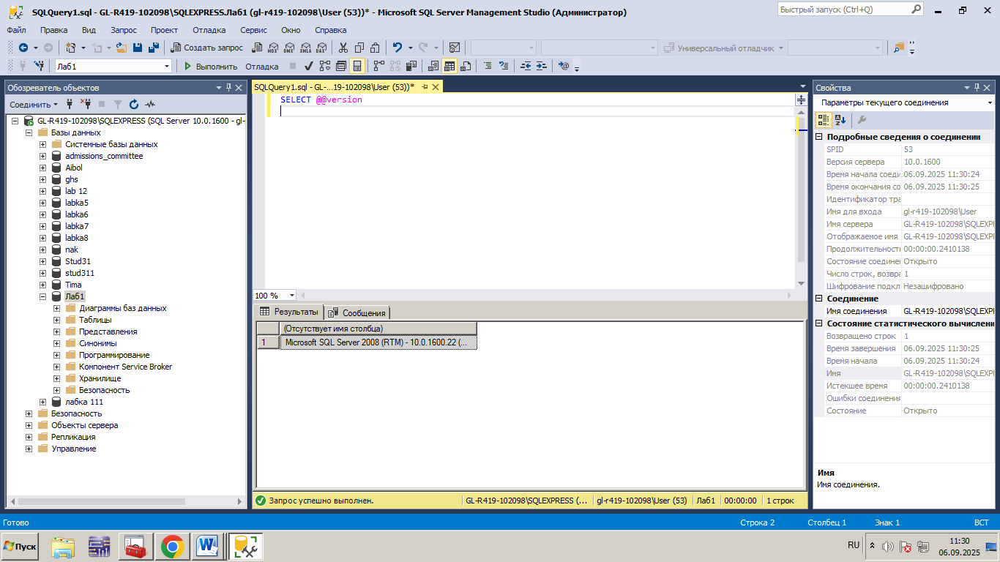 SQLQuery1.sql - GL-R419-102098\SQLEXPRESS.Лаб1 (gl-r419-102098\User (53))* - Microsoft SQL Server Management Studio (Администратор)
Быстрый запуск (Ctrl+Q)
Файл Правка Вид Запрос Проект Отладка Сервис Окно Справка
Создать запрос MDX DMX XMLA DAX Универсальный отладчик
Лаб1 Выполнить Отладка
Обозреватель объектов
Соединить
GL-R419-102098\SQLEXPRESS (SQL Server 10.0.1600 - gl-
Базы данных
Системные базы данных
admissions_committee
Aibol
ghs
lab 12
labka5
labka6
labka7
labka8
nak
Stud31
stud311
Tima
Лаб1
Диаграммы баз данных
Таблицы
Представления
Синонимы
Программирование
Компонент Service Broker
Хранилище
Безопасность
лабка 111
Безопасность
Объекты сервера
Репликация
Управление
SQLQuery1.sql - GL-...19-102098\User (53))*
SELECT @@version
100 %
Результаты Сообщения
(Отсутствует имя столбца)
1 Microsoft SQL Server 2008 (RTM) - 10.0.1600.22 (...
Запрос успешно выполнен. GL-R419-102098\SQLEXPRESS (... gl-r419-102098\User (53) Лаб1 00:00:00 1 строк
Свойства
Параметры текущего соединения
Подробные сведения о соединении
SPID 53
Версия сервера 10.0.1600
Время начала соеди 06.09.2025 11:30:24
Время окончания со 06.09.2025 11:30:25
Идентификатор тра
Имя для входа gl-r419-102098\User
Имя сервера GL-R419-102098\SQLEXPI
Отображаемое имя GL-R419-102098\SQLEXPI
Продолжительност 00:00:00.2410138
Состояние соедине Открыто
Число строк, возвра 1
Шифрование подкл Незашифровано
Соединение
Имя соединения GL-R419-102098\SQLEXPI
Состояние статистического вычислени
Возвращено строк 1
Время завершения 06.09.2025 11:30:25
Время начала 06.09.2025 11:30:24
Имя GL-R419-102098\SQLEXPI
Истекшее время 00:00:00.2410138
Ошибки соединения
Состояние Открыто
Имя
Имя соединения.
Готово Строка 2 Столбец 1 Знак 1 ВСТ
Пуск RU 11:30
06.09.2025